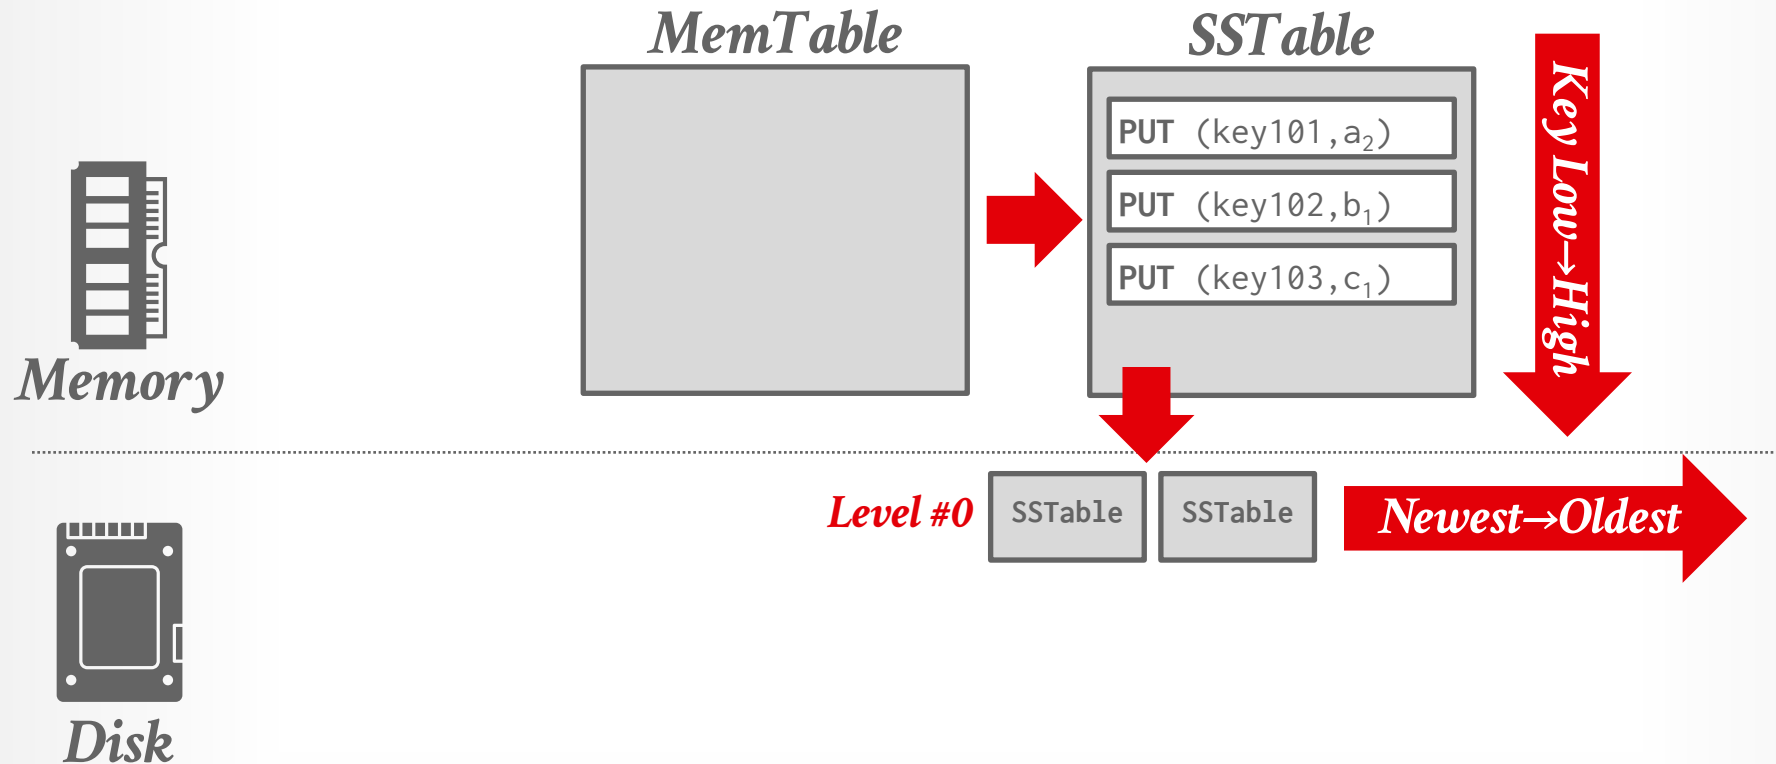 MemTable
SSTable
PUT (key101,a₂)
PUT (key102,b₁)
PUT (key103,c₁)
Key Low→High
Memory
Level #0
SSTable
SSTable
Newest→Oldest
Disk